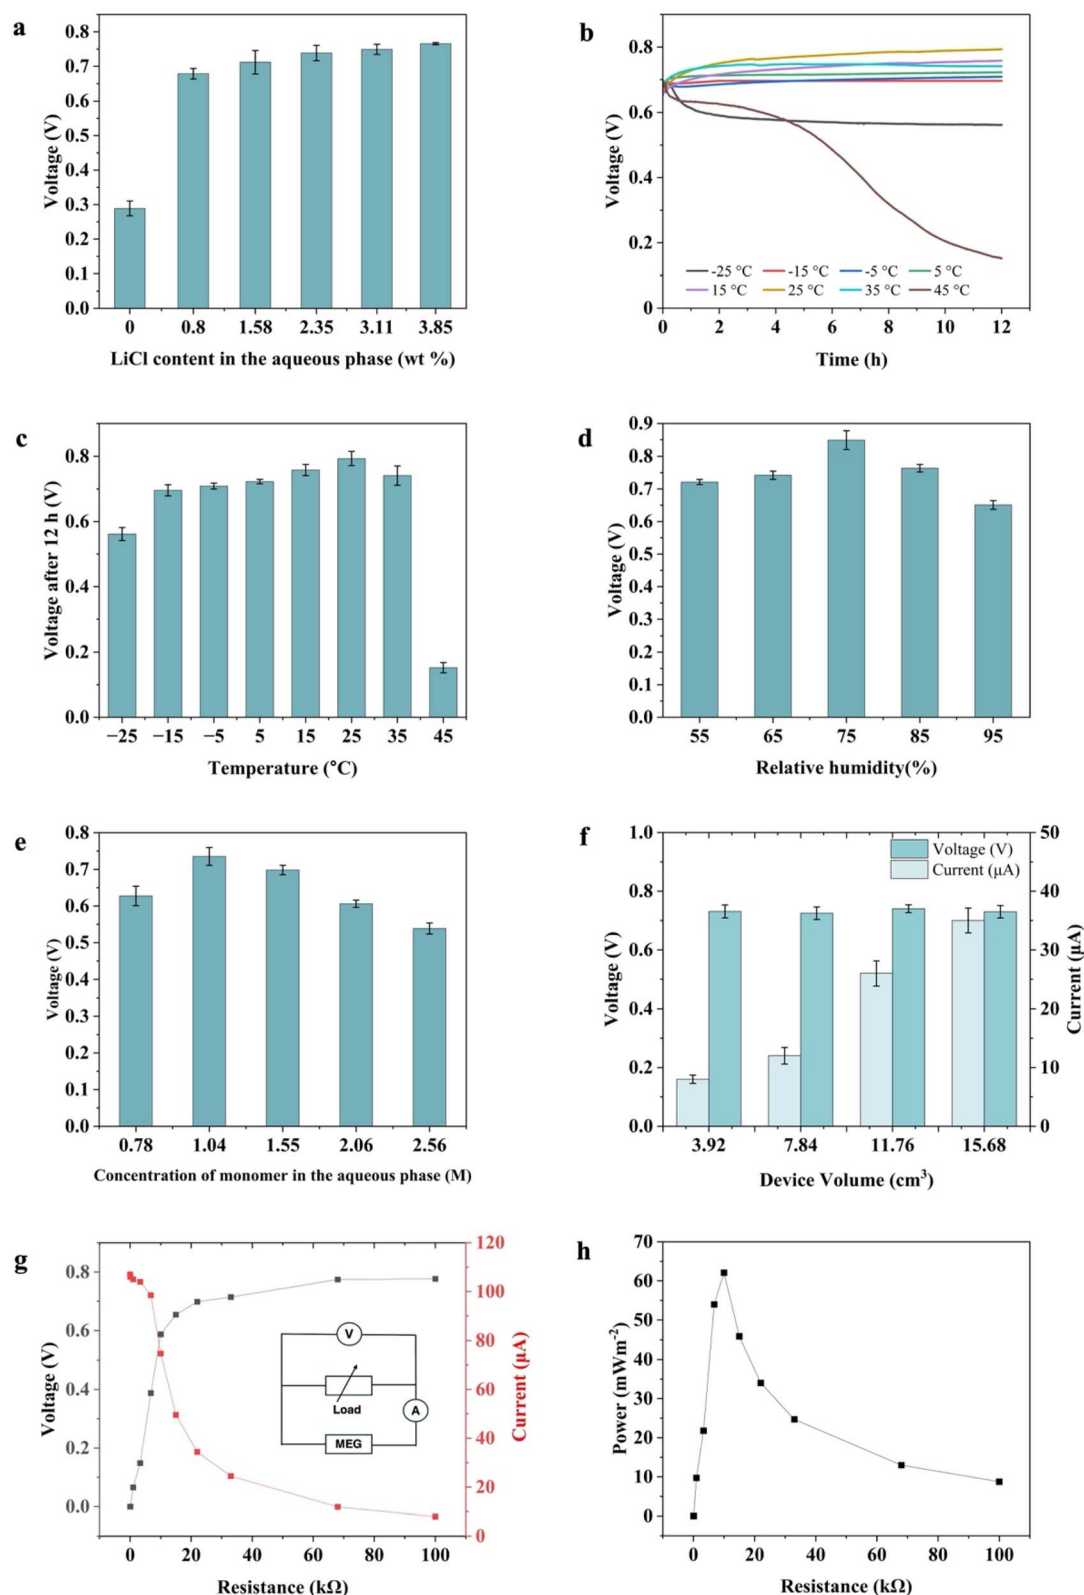 a
0.8
0.7
0.6
0.5
0.4
0.3
0.2
0.1
0.0
Voltage (V)
0 0.8 1.58 2.35 3.11 3.85
LiCl content in the aqueous phase (wt %)
b
0.8
0.6
0.4
0.2
0
Voltage (V)
-25 °C -15 °C -5 °C 5 °C
15 °C 25 °C 35 °C 45 °C
0 2 4 6 8 10 12
Time (h)
c
0.8
0.6
0.4
0.2
0.0
Voltage after 12 h (V)
−25 −15 −5 5 15 25 35 45
Temperature (°C)
d
0.9
0.8
0.7
0.6
0.5
0.4
0.3
0.2
0.1
0.0
Voltage (V)
55 65 75 85 95
Relative humidity(%)
e
0.8
0.7
0.6
0.5
0.4
0.3
0.2
0.1
0.0
Voltage (V)
0.78 1.04 1.55 2.06 2.56
Concentration of monomer in the aqueous phase (M)
f
1.0
0.8
0.6
0.4
0.2
0.0
Voltage (V)
Voltage (V)
Current (μA)
50
40
30
20
10
0
Current (μA)
3.92 7.84 11.76 15.68
Device Volume (cm³)
g
0.8
0.6
0.4
0.2
0.0
Voltage (V)
V
Load
A
MEG
120
100
80
60
40
20
0
Current (μA)
0 20 40 60 80 100
Resistance (kΩ)
h
70
60
50
40
30
20
10
0
Power (mWm⁻²)
0 20 40 60 80 100
Resistance (kΩ)